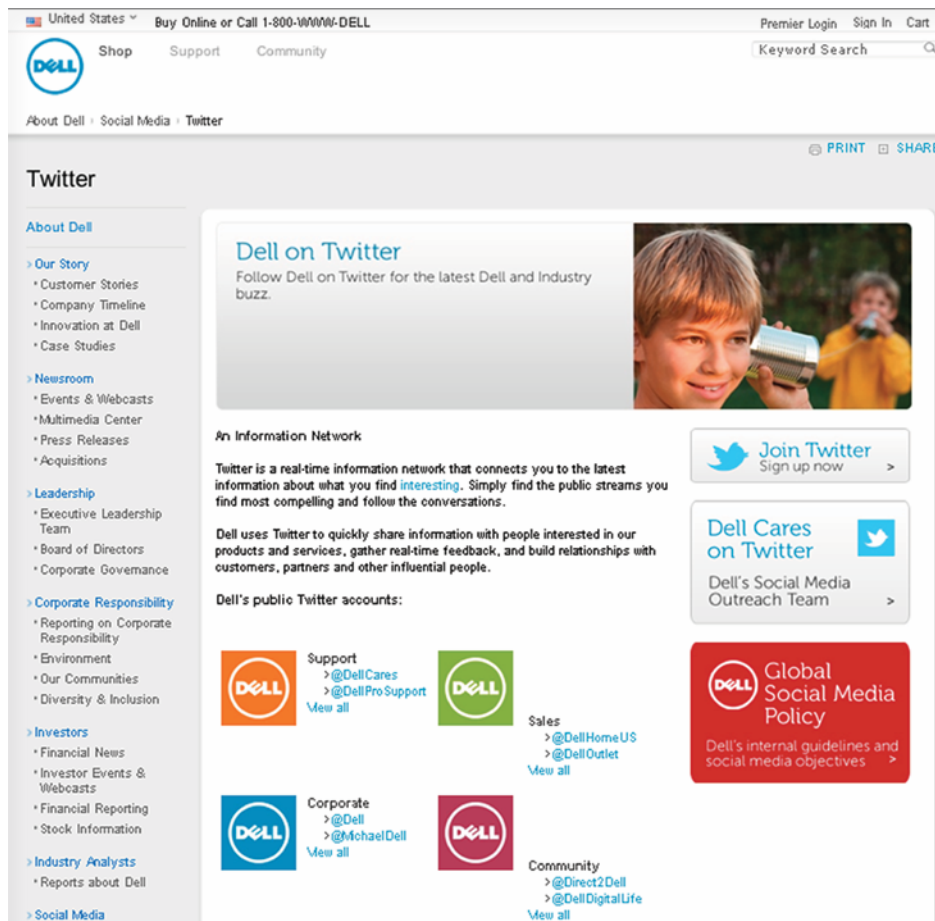 United States
Buy Online or Call 1-800-WWW-DELL
Premier Login Sign In Cart
DELL
Shop Support Community
Keyword Search
About Dell Social Media Twitter
PRINT SHARE
Twitter
About Dell
Our Story
Customer Stories
Company Timeline
Innovation at Dell
Case Studies
Newsroom
Events & Webcasts
Multimedia Center
Press Releases
Acquisitions
Leadership
Executive Leadership
Team
Board of Directors
Corporate Governance
Corporate Responsibility
Reporting on Corporate
Responsibility
Environment
Our Communities
Diversity & Inclusion
Investors
Financial News
Investor Events &
Webcasts
Financial Reporting
Stock Information
Industry Analysts
Reports about Dell
Social Media
Dell on Twitter
Follow Dell on Twitter for the latest Dell and Industry
buzz.
An Information Network
Twitter is a real-time information network that connects you to the latest
information about what you find interesting. Simply find the public streams you
find most compelling and follow the conversations.
Dell uses Twitter to quickly share information with people interested in our
products and services, gather real-time feedback, and build relationships with
customers, partners and other influential people.
Dell's public Twitter accounts:
DELL
Support
>@DellCares
>@DellProSupport
View all
DELL
Sales
>@DellHomeUS
>@DellOutlet
View all
DELL
Corporate
>@Dell
>@MichaelDell
View all
DELL
Community
>@Direct2Dell
>@DellDigitalLife
View all
Join Twitter
Sign up now >
Dell Cares
on Twitter
Dell's Social Media
Outreach Team >
DELL
Global
Social Media
Policy
Dell's internal guidelines and
social media objectives >